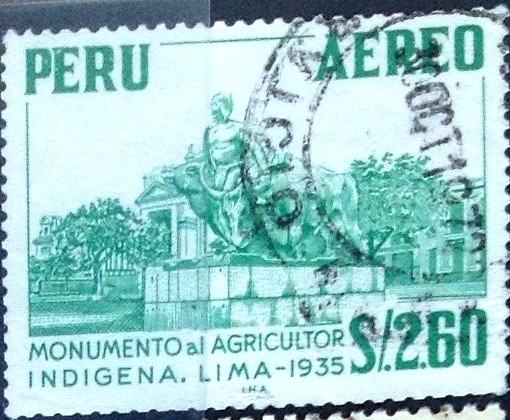 PERU AEREO
MONUMENTO al AGRICULTOR
INDIGENA. LIMA-1935
S/.2.60